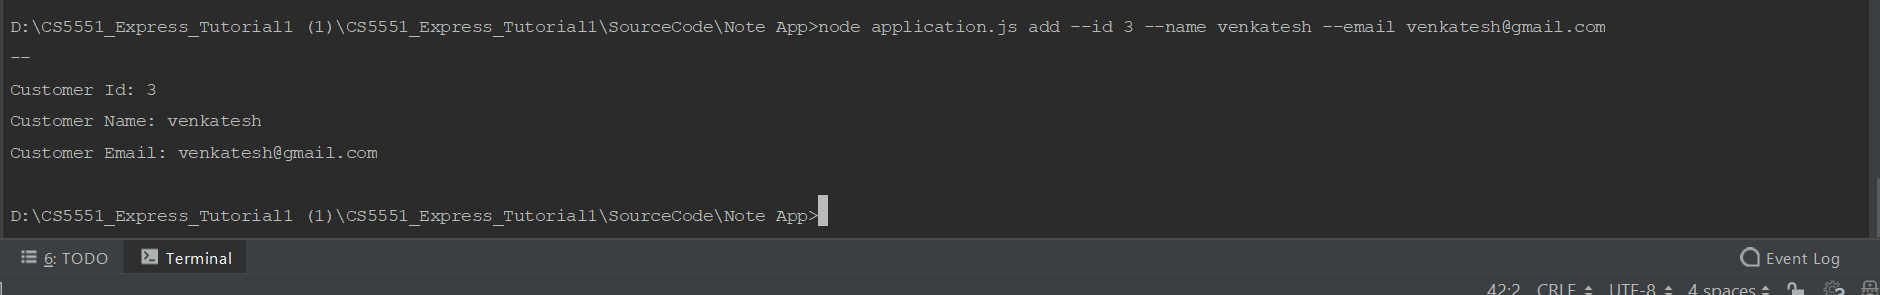 D:\CS5551_Express_Tutorial1 (1)\CS5551_Express_Tutorial1\SourceCode\Note App>node application.js add --id 3 --name venkatesh --email venkatesh@gmail.com
--
Customer Id: 3
Customer Name: venkatesh
Customer Email: venkatesh@gmail.com
D:\CS5551_Express_Tutorial1 (1)\CS5551_Express_Tutorial1\SourceCode\Note App>
6: TODO Terminal Event Log
42:2 CRLF UTF-8 4 spaces